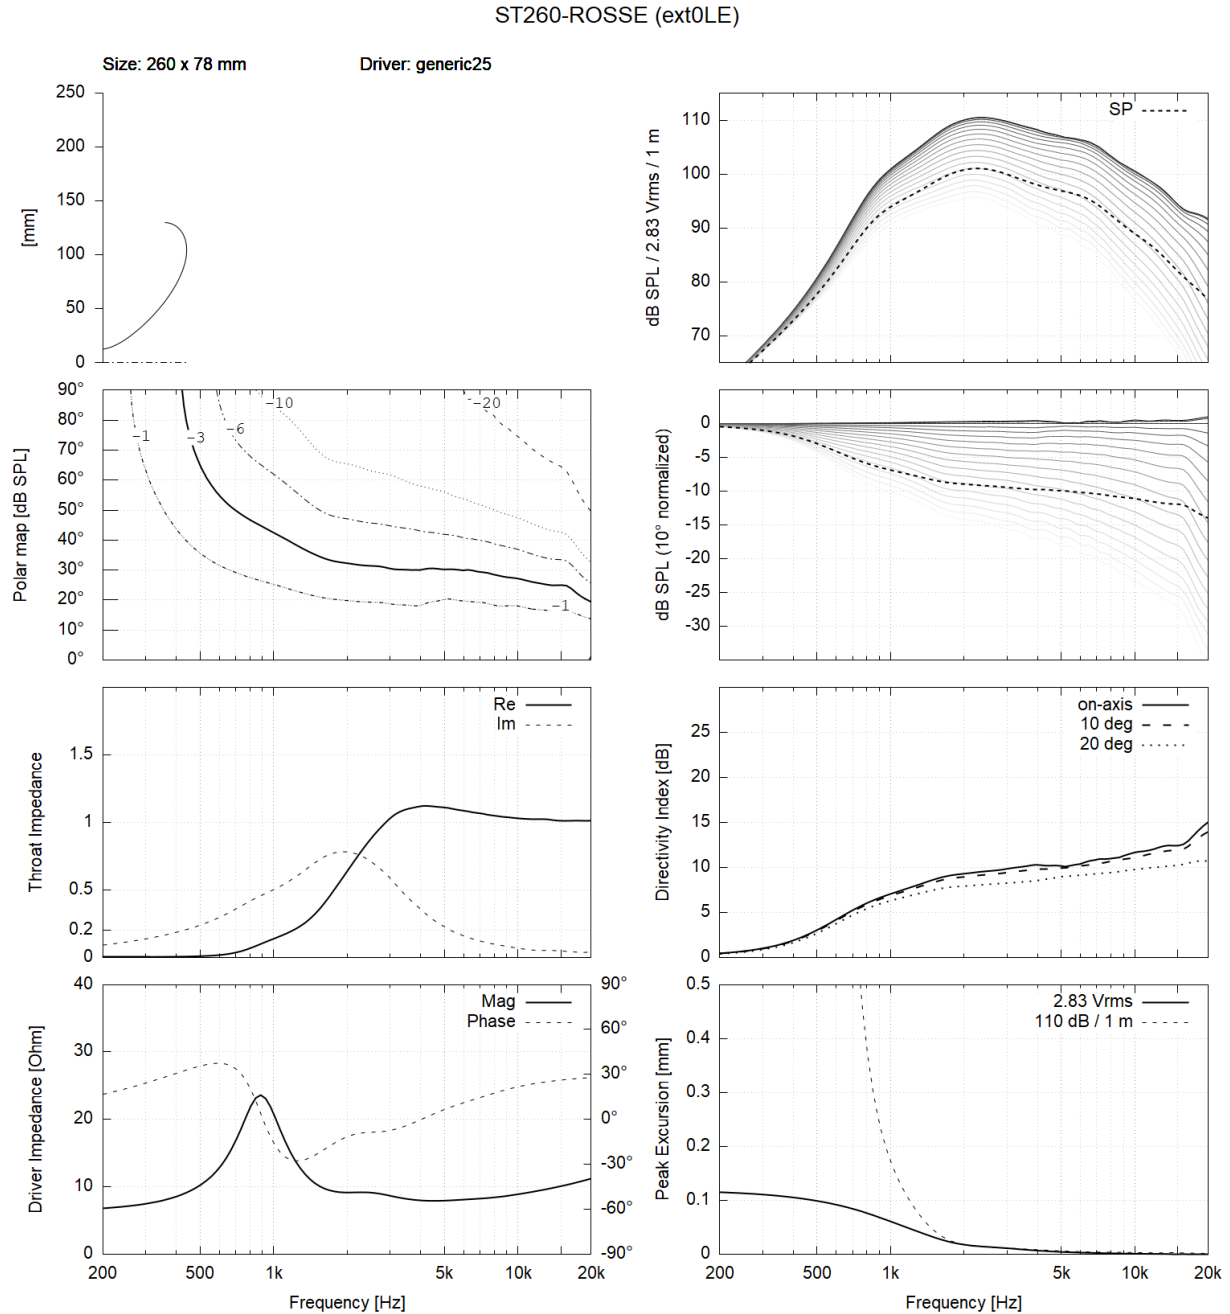 ST260-ROSSE (ext0LE)
Size: 260 x 78 mm
Driver: generic25
250
200
150
100
50
0
[mm]
SP
110
100
90
80
70
dB SPL / 2.83 Vrms / 1 m
90°
80°
70°
60°
50°
40°
30°
20°
10°
0°
Polar map [dB SPL]
-1
-3
-6
-10
-20
-1
0
-5
-10
-15
-20
-25
-30
dB SPL (10° normalized)
Re
Im
1.5
1
0.5
0.2
0
Throat Impedance
on-axis
10 deg
20 deg
25
20
15
10
5
0
Directivity Index [dB]
Mag
Phase
40
30
20
10
0
Driver Impedance [Ohm]
90°
60°
30°
0°
-30°
-60°
-90°
200
500
1k
5k
10k
20k
Frequency [Hz]
2.83 Vrms
110 dB / 1 m
0.5
0.4
0.3
0.2
0.1
0
Peak Excursion [mm]
200
500
1k
5k
10k
20k
Frequency [Hz]